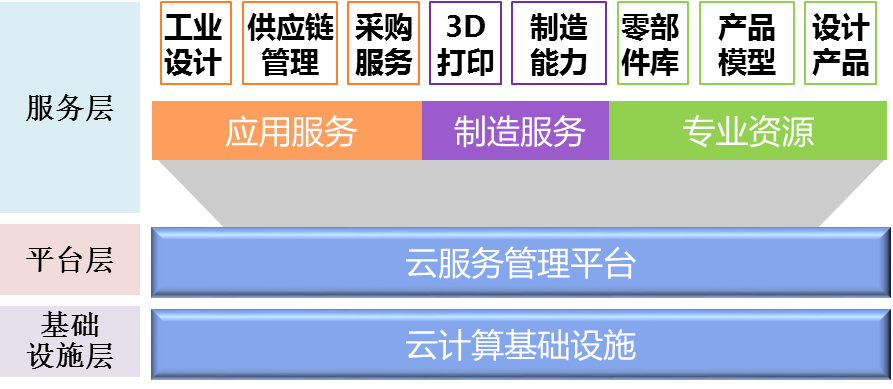 工业
设计
供应链
管理
采购
服务
3D
打印
制造
能力
零部
件库
产品
模型
设计
产品
服务层
应用服务
制造服务
专业资源
平台层
云服务管理平台
基础
设施层
云计算基础设施